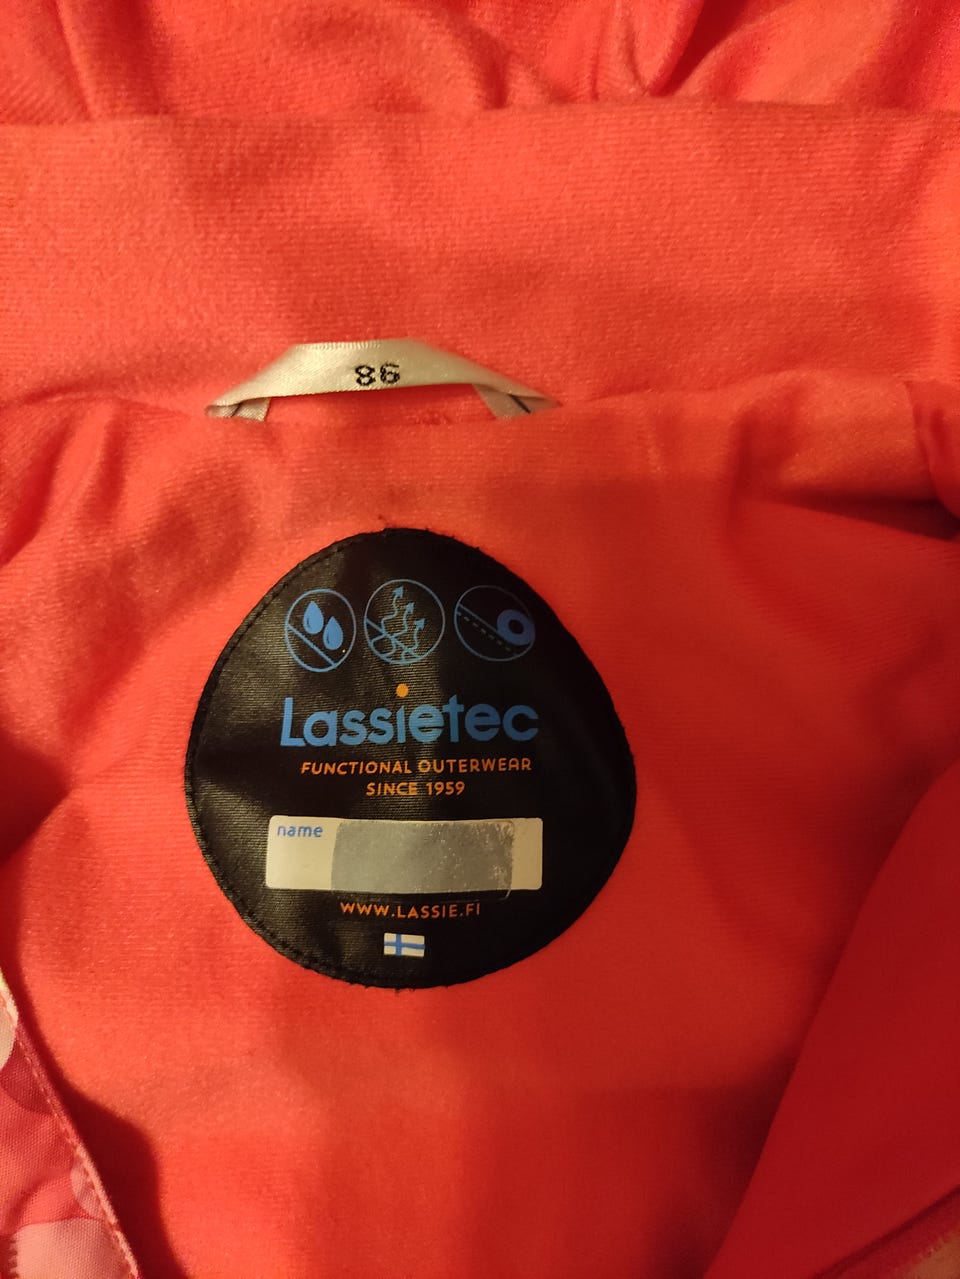 86
Lassietec
FUNCTIONAL OUTERWEAR
SINCE 1959
name
WWW.LASSIE.FI